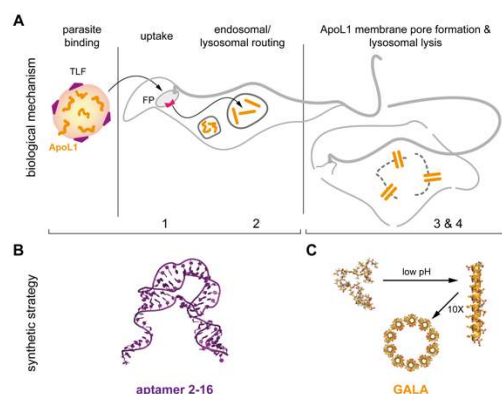 A
parasite
binding
uptake
endosomal/
lysosomal routing
ApoL1 membrane pore formation &
lysosomal lysis
biological mechanism
TLF
ApoL1
FP
1
2
3 & 4
B
C
synthetic strategy
low pH
10X
aptamer 2-16
GALA